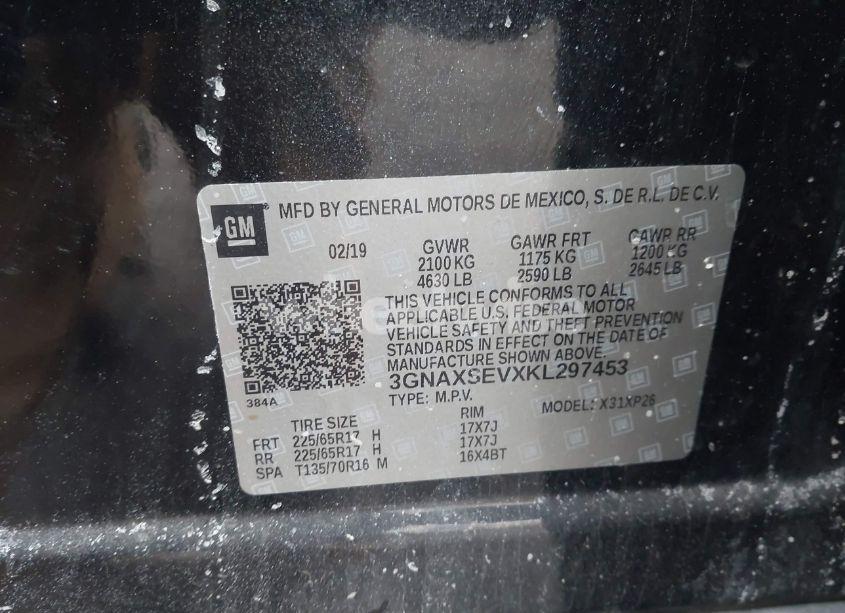 GM
MFD BY GENERAL MOTORS DE MEXICO, S. DE R.L. DE C.V.
02/19 GVWR GAWR FRT GAWR RR
2100 KG 1175 KG 1200 KG
4630 LB 2590 LB 2645 LB
THIS VEHICLE CONFORMS TO ALL
APPLICABLE U.S. FEDERAL MOTOR
VEHICLE SAFETY AND THEFT PREVENTION
STANDARDS IN EFFECT ON THE DATE OF
MANUFACTURE SHOWN ABOVE.
3GNAXSEVXKL297453
384A
TYPE: M.P.V. MODEL: X31XP26
TIRE SIZE RIM
FRT 225/65R17 H 17X7J
RR 225/65R17 H 17X7J
SPA T135/70R16 M 16X4BT